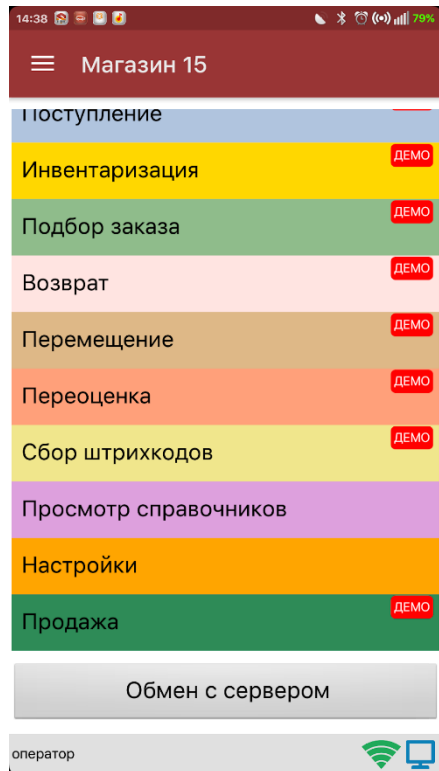 14:38 79%
Магазин 15
Поступление
ДЕМО
Инвентаризация
ДЕМО
Подбор заказа
ДЕМО
Возврат
ДЕМО
Перемещение
ДЕМО
Переоценка
ДЕМО
Сбор штрихкодов
Просмотр справочников
Настройки
ДЕМО
Продажа
Обмен с сервером
оператор